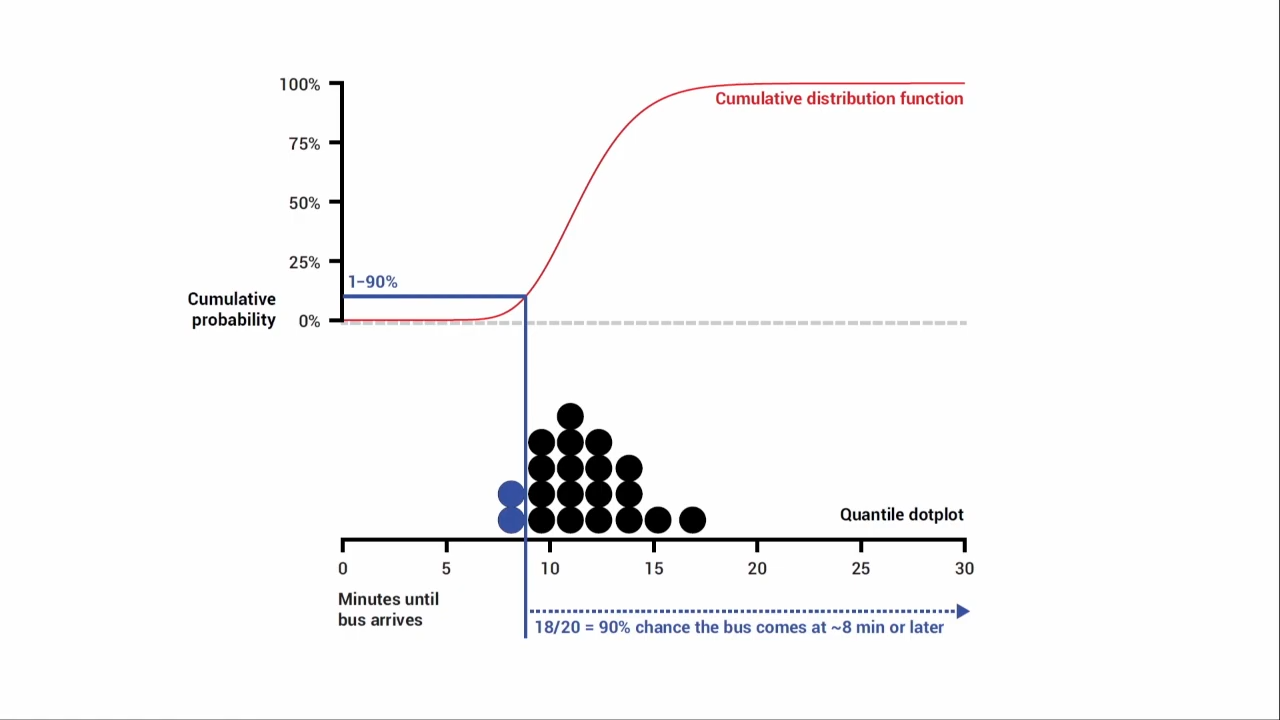 100%
Cumulative distribution function
75%
50%
25%
1–90%
Cumulative
probability
0%
Quantile dotplot
0 5 10 15 20 25 30
Minutes until
bus arrives
18/20 = 90% chance the bus comes at ~8 min or later